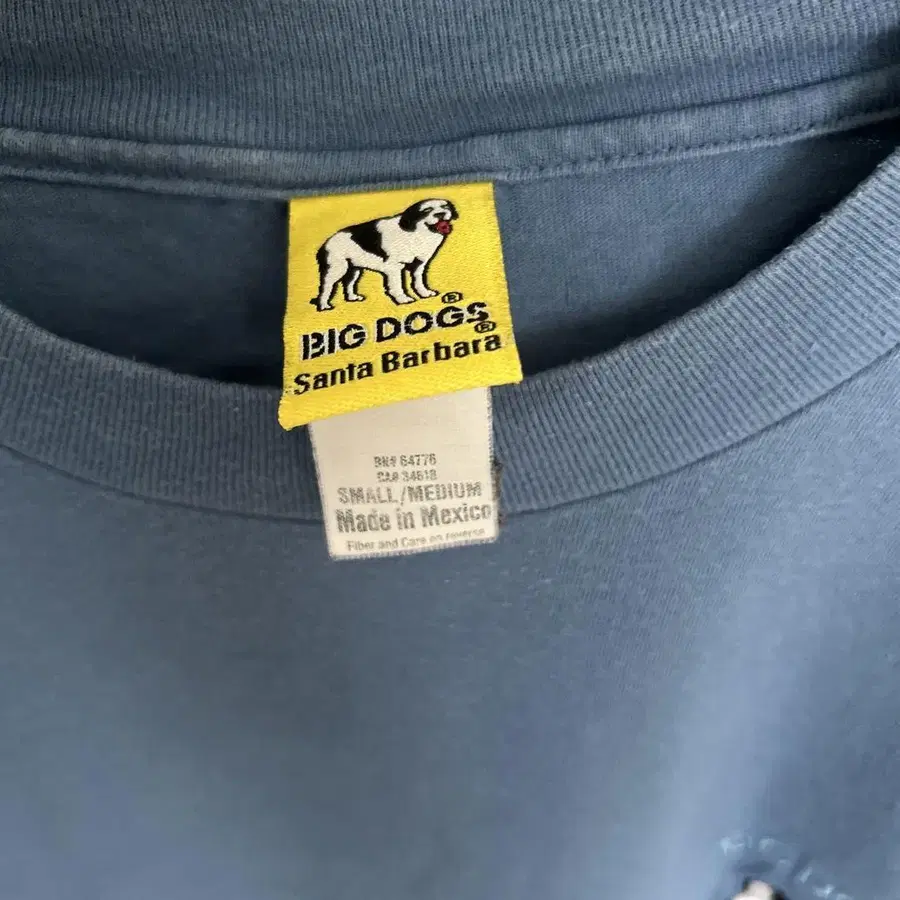 BIG DOGS®
®
Santa Barbara
RN# 64776
CA# 34618
SMALL/MEDIUM
Made in Mexico
Fiber and Care on reverse